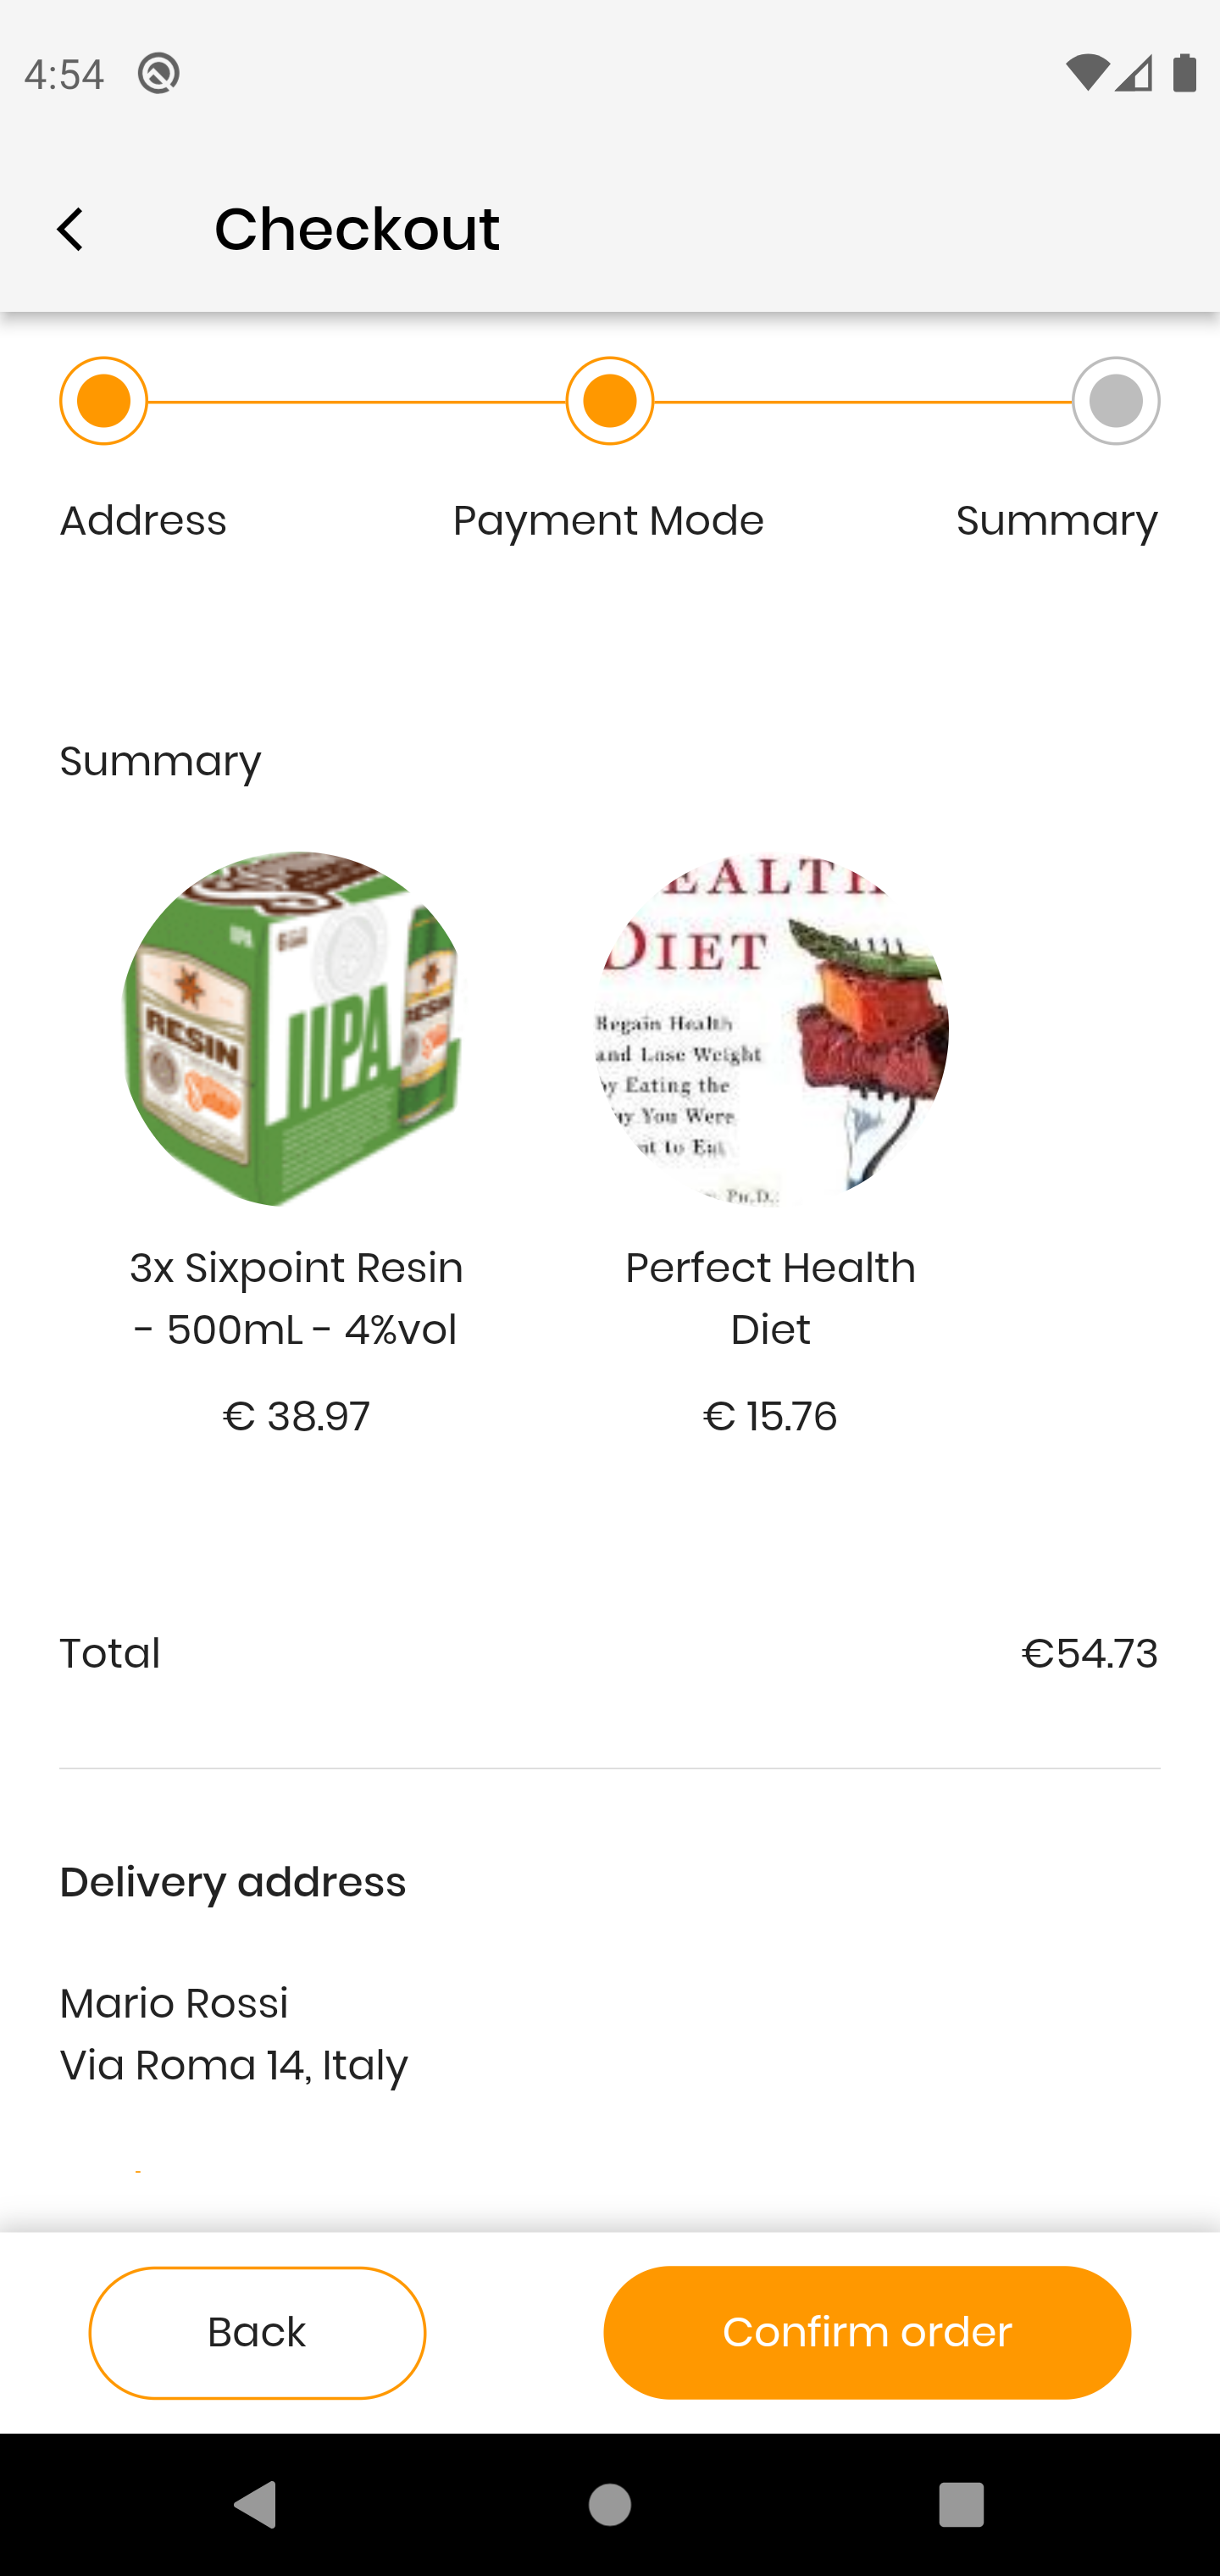 4:54
Checkout
Address Payment Mode Summary
Summary
RESIN
IIPA
RESIN
DIET
Regain Health
and Lose Weight
by Eating the
You Were
to Eat
Ph.D.
3x Sixpoint Resin
- 500mL - 4%vol
€ 38.97
Perfect Health
Diet
€ 15.76
Total €54.73
Delivery address
Mario Rossi
Via Roma 14, Italy
Back Confirm order